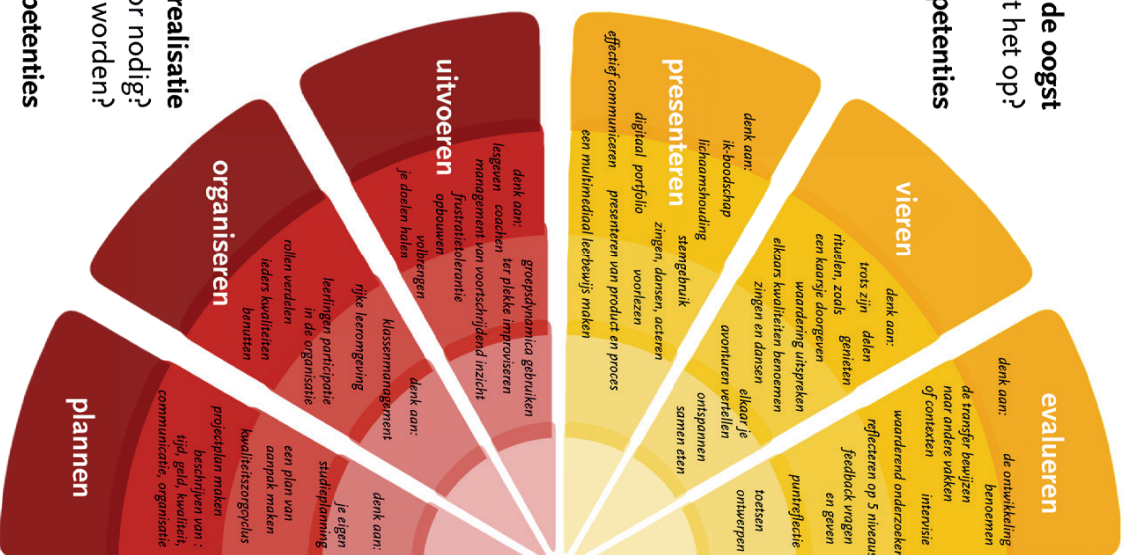 de oogst
t het op?
petenties
realisatie
or nodig?
worden?
petenties
evalueren
denk aan:
de ontwikkeling
benoemen
de transfer bewijzen
naar andere vakken
of contexten
intervisie
waarderend onderzoeken
reflecteren op 5 niveaus
feedback vragen
en geven
puntreflectie
toetsen
ontwerpen
vieren
denk aan:
trots zijn
delen
rituelen, zoals
genieten
een kaarsje doorgeven
waardering uitspreken
elkaars kwaliteiten benoemen
zingen en dansen
elkaar je
avonturen vertellen
ontspannen
samen eten
presenteren
denk aan:
ik-boodschap
lichaamshouding
stemgebruik
zingen, dansen, acteren
digitaal portfolio
voorlezen
effectief communiceren
presenteren van product en proces
een multimediaal leerbewijs maken
uitvoeren
denk aan:
groepsdynamica gebruiken
lesgeven
coachen
ter plekke improviseren
management van voortschrijdend inzicht
frustratietolerantie
opbouwen
volbrengen
je doelen halen
organiseren
denk aan:
klassenmanagement
rijke leeromgeving
leerlingen participatie
in de organisatie
rollen verdelen
ieders kwaliteiten
benutten
plannen
denk aan:
je eigen
studieplanning
een plan van
aanpak maken
kwaliteitszorgcyclus
projectplan maken
beschrijven van :
tijd, geld, kwaliteit,
communicatie, organisatie